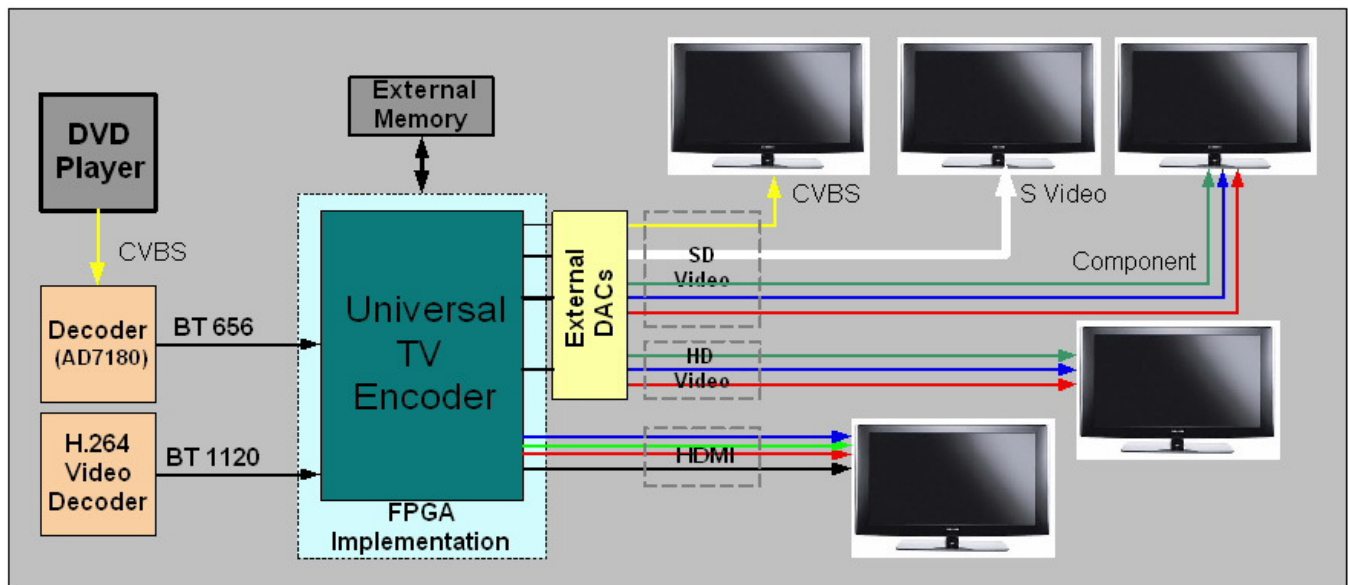 DVD
Player
CVBS
Decoder
(AD7180)
BT 656
H.264
Video
Decoder
BT 1120
External
Memory
Universal
TV
Encoder
FPGA
Implementation
External
DACs
SD
Video
HD
Video
HDMI
CVBS
S Video
Component